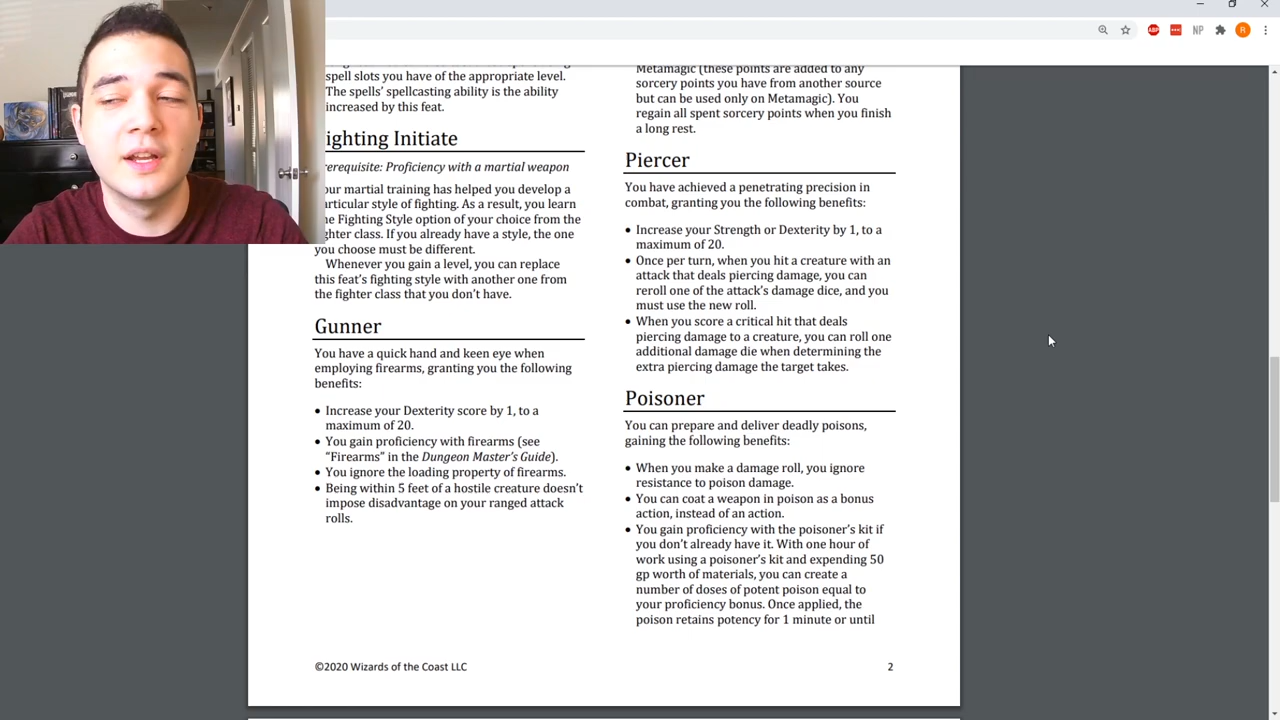 spell slots you have of the appropriate level.
The spells' spellcasting ability is the ability
increased by this feat.
ighting Initiate
rerequisite: Proficiency with a martial weapon
our martial training has helped you develop a
articular style of fighting. As a result, you learn
he Fighting Style option of your choice from the
ghter class. If you already have a style, the one
you choose must be different.
Whenever you gain a level, you can replace
this feat's fighting style with another one from
the fighter class that you don't have.
Gunner
You have a quick hand and keen eye when
employing firearms, granting you the following
benefits:
• Increase your Dexterity score by 1, to a
maximum of 20.
• You gain proficiency with firearms (see
"Firearms" in the Dungeon Master's Guide).
• You ignore the loading property of firearms.
• Being within 5 feet of a hostile creature doesn't
impose disadvantage on your ranged attack
rolls.
Metamagic (these points are added to any
sorcery points you have from another source
but can be used only on Metamagic). You
regain all spent sorcery points when you finish
a long rest.
Piercer
You have achieved a penetrating precision in
combat, granting you the following benefits:
• Increase your Strength or Dexterity by 1, to a
maximum of 20.
• Once per turn, when you hit a creature with an
attack that deals piercing damage, you can
reroll one of the attack's damage dice, and you
must use the new roll.
• When you score a critical hit that deals
piercing damage to a creature, you can roll one
additional damage die when determining the
extra piercing damage the target takes.
Poisoner
You can prepare and deliver deadly poisons,
gaining the following benefits:
• When you make a damage roll, you ignore
resistance to poison damage.
• You can coat a weapon in poison as a bonus
action, instead of an action.
• You gain proficiency with the poisoner's kit if
you don't already have it. With one hour of
work using a poisoner's kit and expending 50
gp worth of materials, you can create a
number of doses of potent poison equal to
your proficiency bonus. Once applied, the
poison retains potency for 1 minute or until
©2020 Wizards of the Coast LLC
2
ABP
NP
R